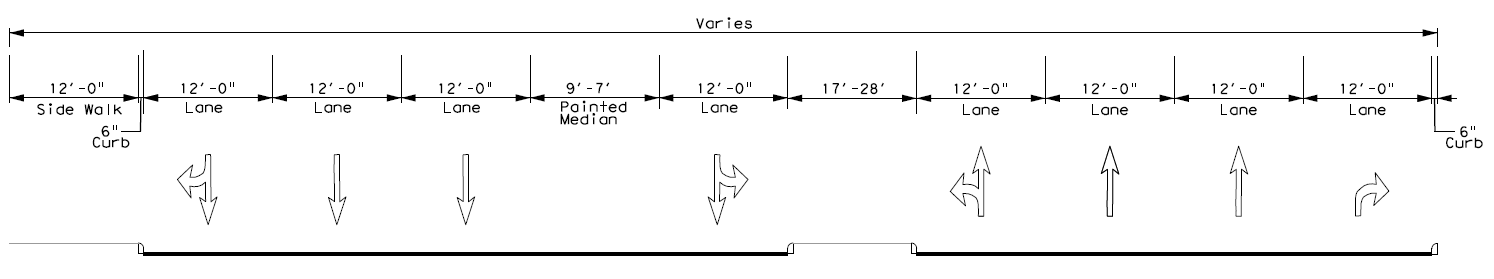 Varies
12'-0" 12'-0" 12'-0" 12'-0" 9'-7' 12'-0" 17'-28' 12'-0" 12'-0" 12'-0" 12'-0"
Side Walk Lane Lane Lane Painted Lane Lane Lane Lane Lane
Median
6" 6"
Curb Curb